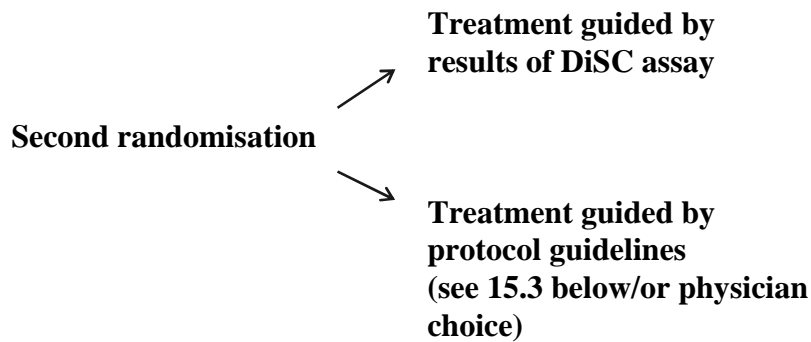 Treatment guided by
results of DiSC assay
Second randomisation
Treatment guided by
protocol guidelines
(see 15.3 below/or physician
choice)